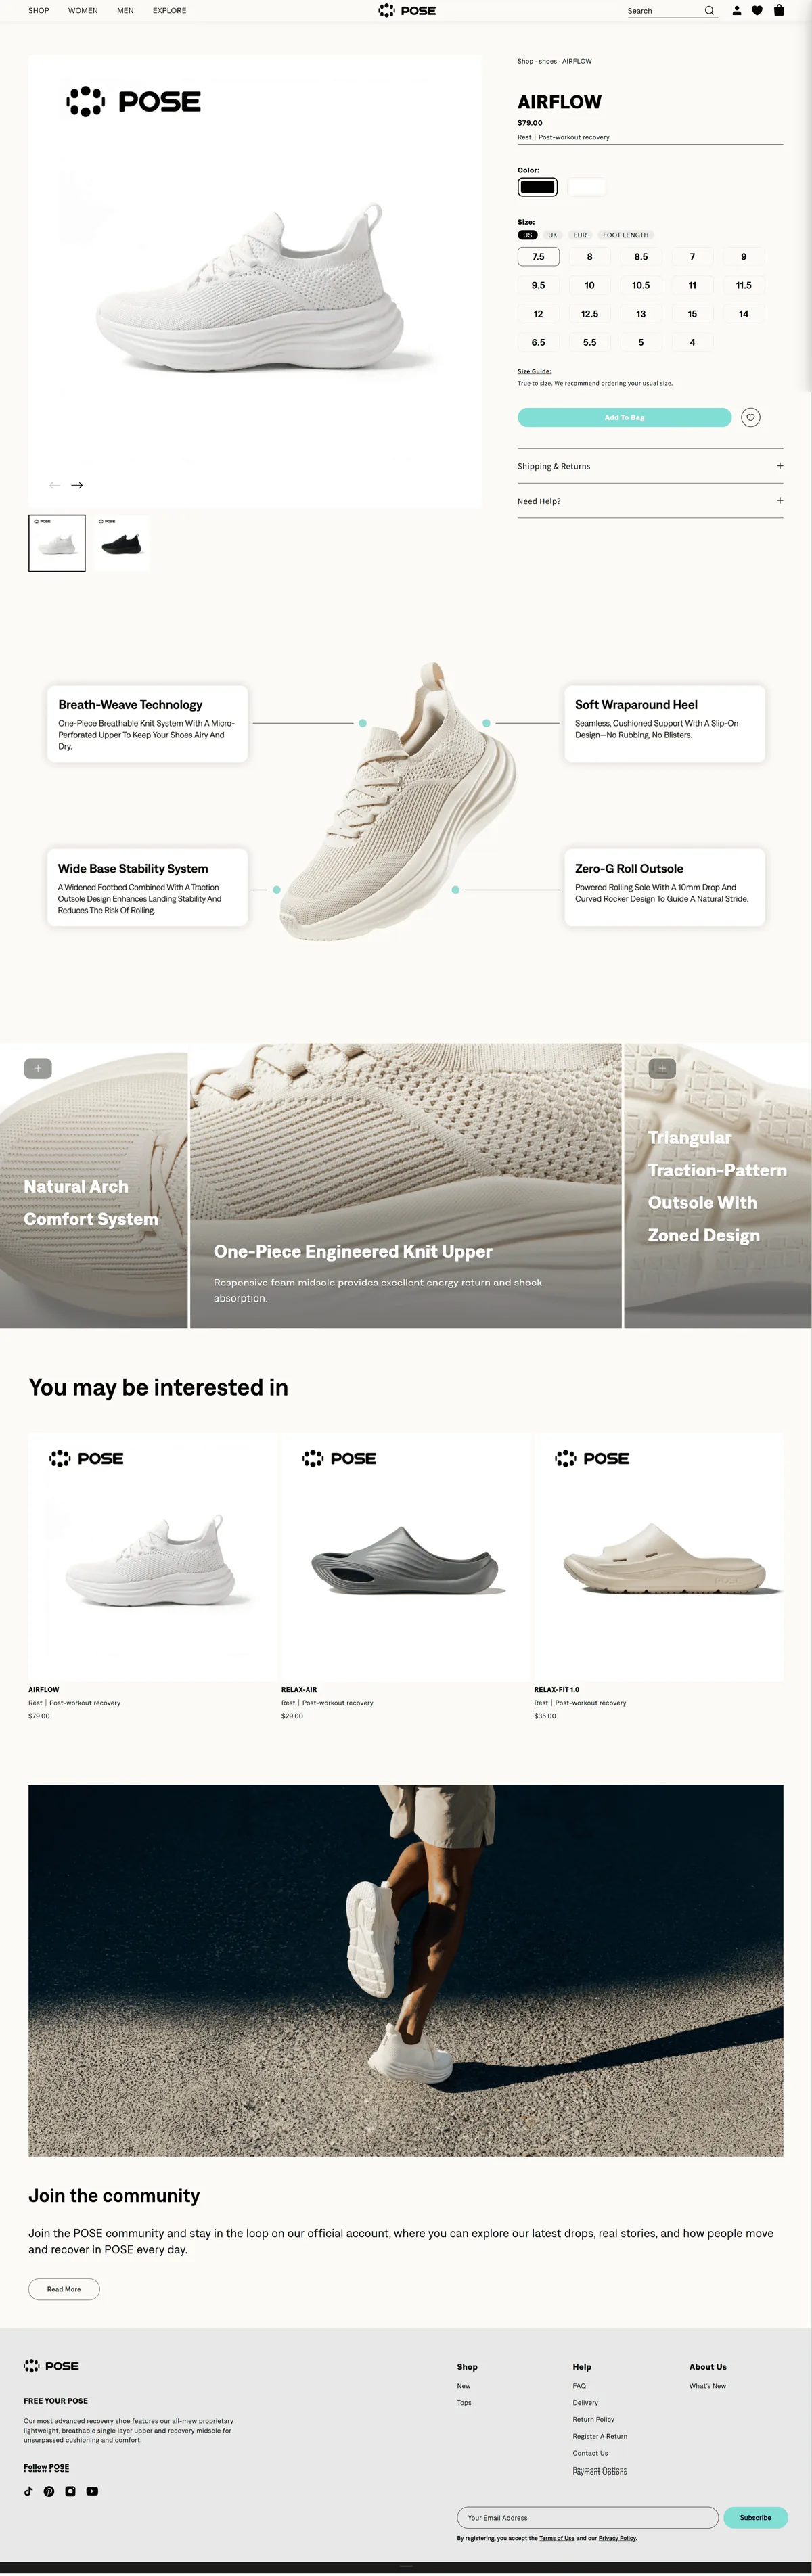 SHOP WOMEN MEN EXPLORE
POSE
Search
POSE
Shop · shoes · AIRFLOW
AIRFLOW
$79.00
Rest | Post-workout recovery
Color:
Size:
US UK EUR FOOT LENGTH
7.5 8 8.5 7 9
9.5 10 10.5 11 11.5
12 12.5 13 15 14
6.5 5.5 5 4
Size Guide:
True to size. We recommend ordering your usual size.
Add To Bag
Shipping & Returns
Need Help?
POSE
POSE
Breath-Weave Technology
One-Piece Breathable Knit System With A Micro-
Perforated Upper To Keep Your Shoes Airy And
Dry.
Soft Wraparound Heel
Seamless, Cushioned Support With A Slip-On
Design—No Rubbing, No Blisters.
Wide Base Stability System
A Widened Footbed Combined With A Traction
Outsole Design Enhances Landing Stability And
Reduces The Risk Of Rolling.
Zero-G Roll Outsole
Powered Rolling Sole With A 10mm Drop And
Curved Rocker Design To Guide A Natural Stride.
Natural Arch
Comfort System
One-Piece Engineered Knit Upper
Responsive foam midsole provides excellent energy return and shock
absorption.
Triangular
Traction-Pattern
Outsole With
Zoned Design
You may be interested in
POSE
POSE
POSE
AIRFLOW
Rest | Post-workout recovery
$79.00
RELAX-AIR
Rest | Post-workout recovery
$29.00
RELAX-FIT 1.0
Rest | Post-workout recovery
$35.00
Join the community
Join the POSE community and stay in the loop on our official account, where you can explore our latest drops, real stories, and how people move
and recover in POSE every day.
Read More
POSE
FREE YOUR POSE
Our most advanced recovery shoe features our all-mew proprietary
lightweight, breathable single layer upper and recovery midsole for
unsurpassed cushioning and comfort.
Follow POSE
Shop
New
Tops
Help
FAQ
Delivery
Return Policy
Register A Return
Contact Us
Payment Options
About Us
What's New
Your Email Address
Subscribe
By registering, you accept the Terms of Use and our Privacy Policy.